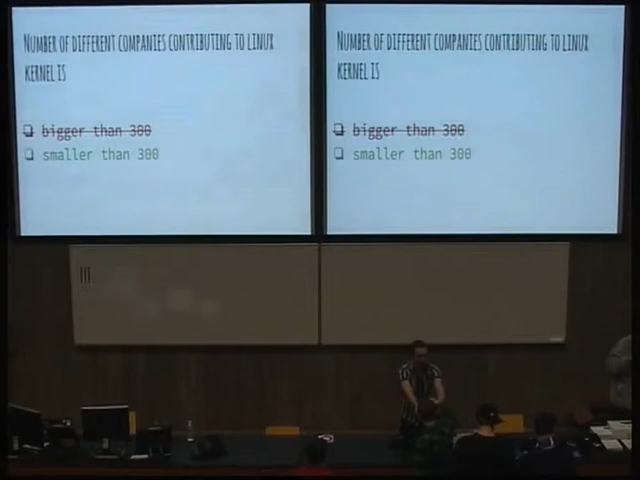 NUMBER OF DIFFERENT COMPANIES CONTRIBUTING TO LINUX
KERNEL IS
bigger than 300
smaller than 300
NUMBER OF DIFFERENT COMPANIES CONTRIBUTING TO LINUX
KERNEL IS
bigger than 300
smaller than 300
|||